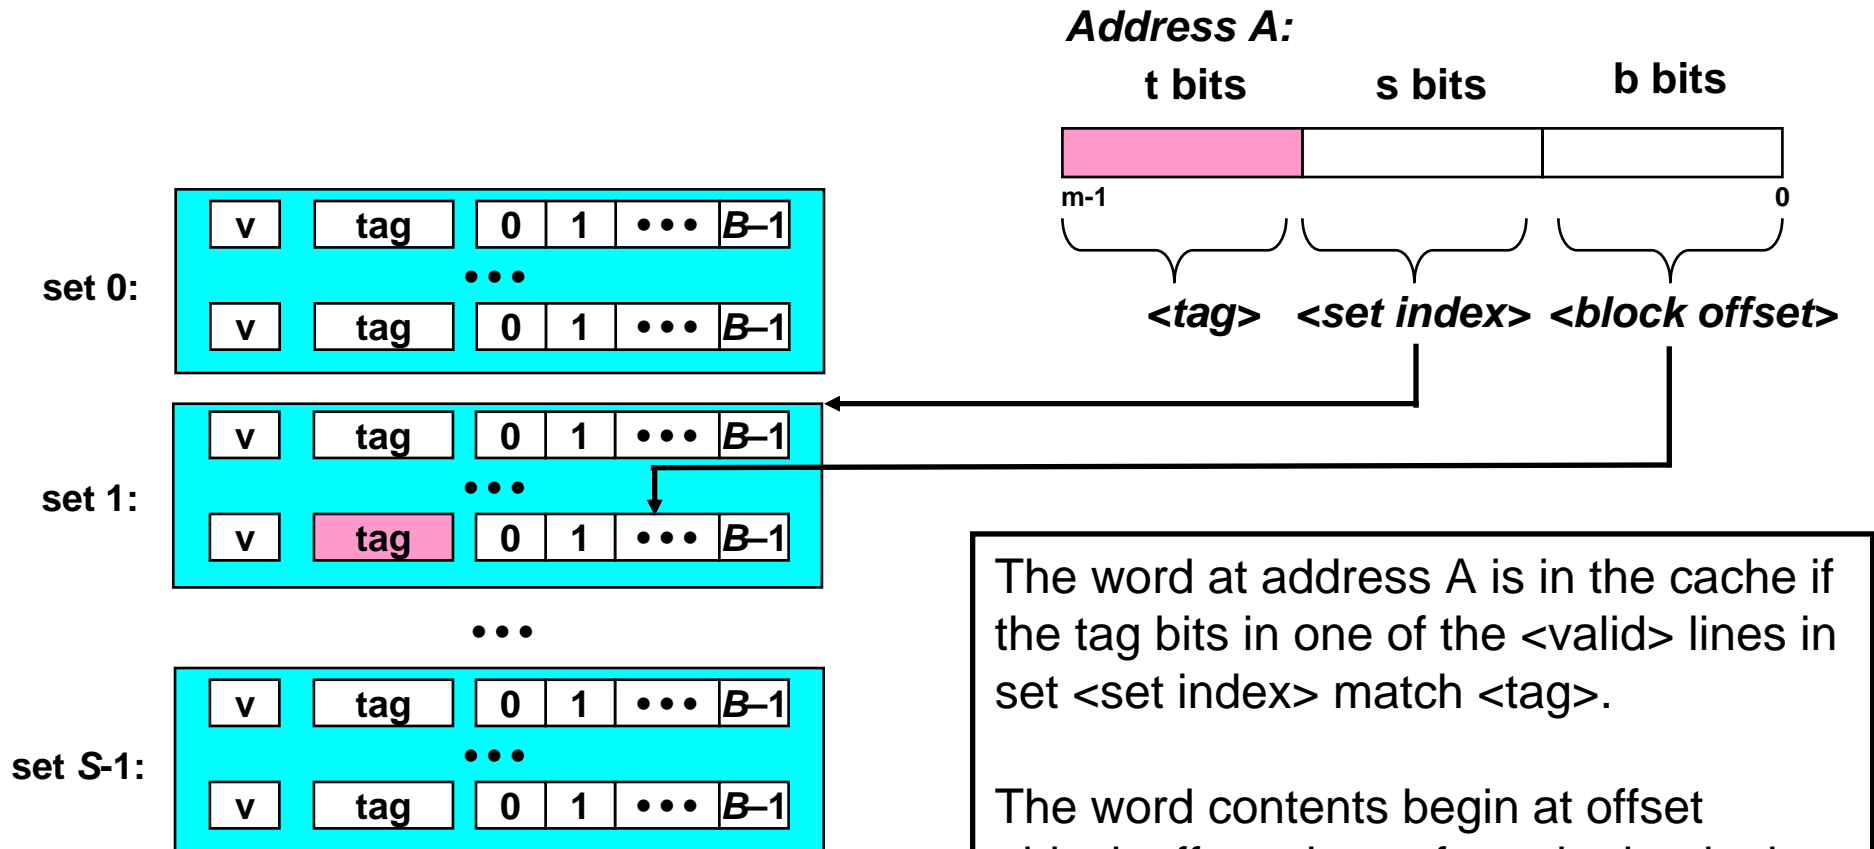 Address A:
t bits s bits b bits
m-1 0
<tag> <set index> <block offset>
set 0:
v tag 0 1 ••• B–1
•••
v tag 0 1 ••• B–1
set 1:
v tag 0 1 ••• B–1
•••
v tag 0 1 ••• B–1
•••
set S-1:
v tag 0 1 ••• B–1
•••
v tag 0 1 ••• B–1
The word at address A is in the cache if
the tag bits in one of the <valid> lines in
set <set index> match <tag>.
The word contents begin at offset